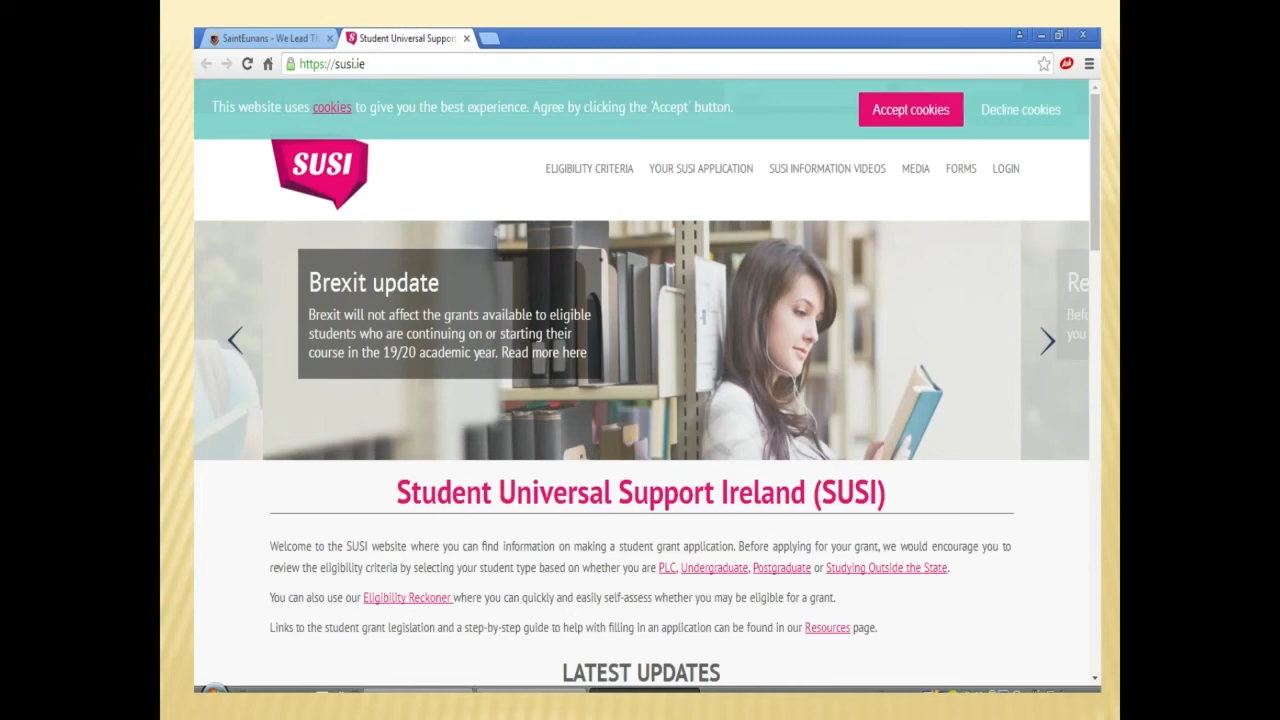 SaintEunans - We Lead Th
Student Universal Suppor
https://susi.ie
This website uses cookies to give you the best experience. Agree by clicking the 'Accept' button.
Accept cookies
Decline cookies
SUSI
ELIGIBILITY CRITERIA YOUR SUSI APPLICATION SUSI INFORMATION VIDEOS MEDIA FORMS LOGIN
Brexit update
Brexit will not affect the grants available to eligible
students who are continuing on or starting their
course in the 19/20 academic year. Read more here
Re
Befo
you
Student Universal Support Ireland (SUSI)
Welcome to the SUSI website where you can find information on making a student grant application. Before applying for your grant, we would encourage you to
review the eligibility criteria by selecting your student type based on whether you are PLC, Undergraduate, Postgraduate or Studying Outside the State.
You can also use our Eligibility Reckoner where you can quickly and easily self-assess whether you may be eligible for a grant.
Links to the student grant legislation and a step-by-step guide to help with filling in an application can be found in our Resources page.
LATEST UPDATES